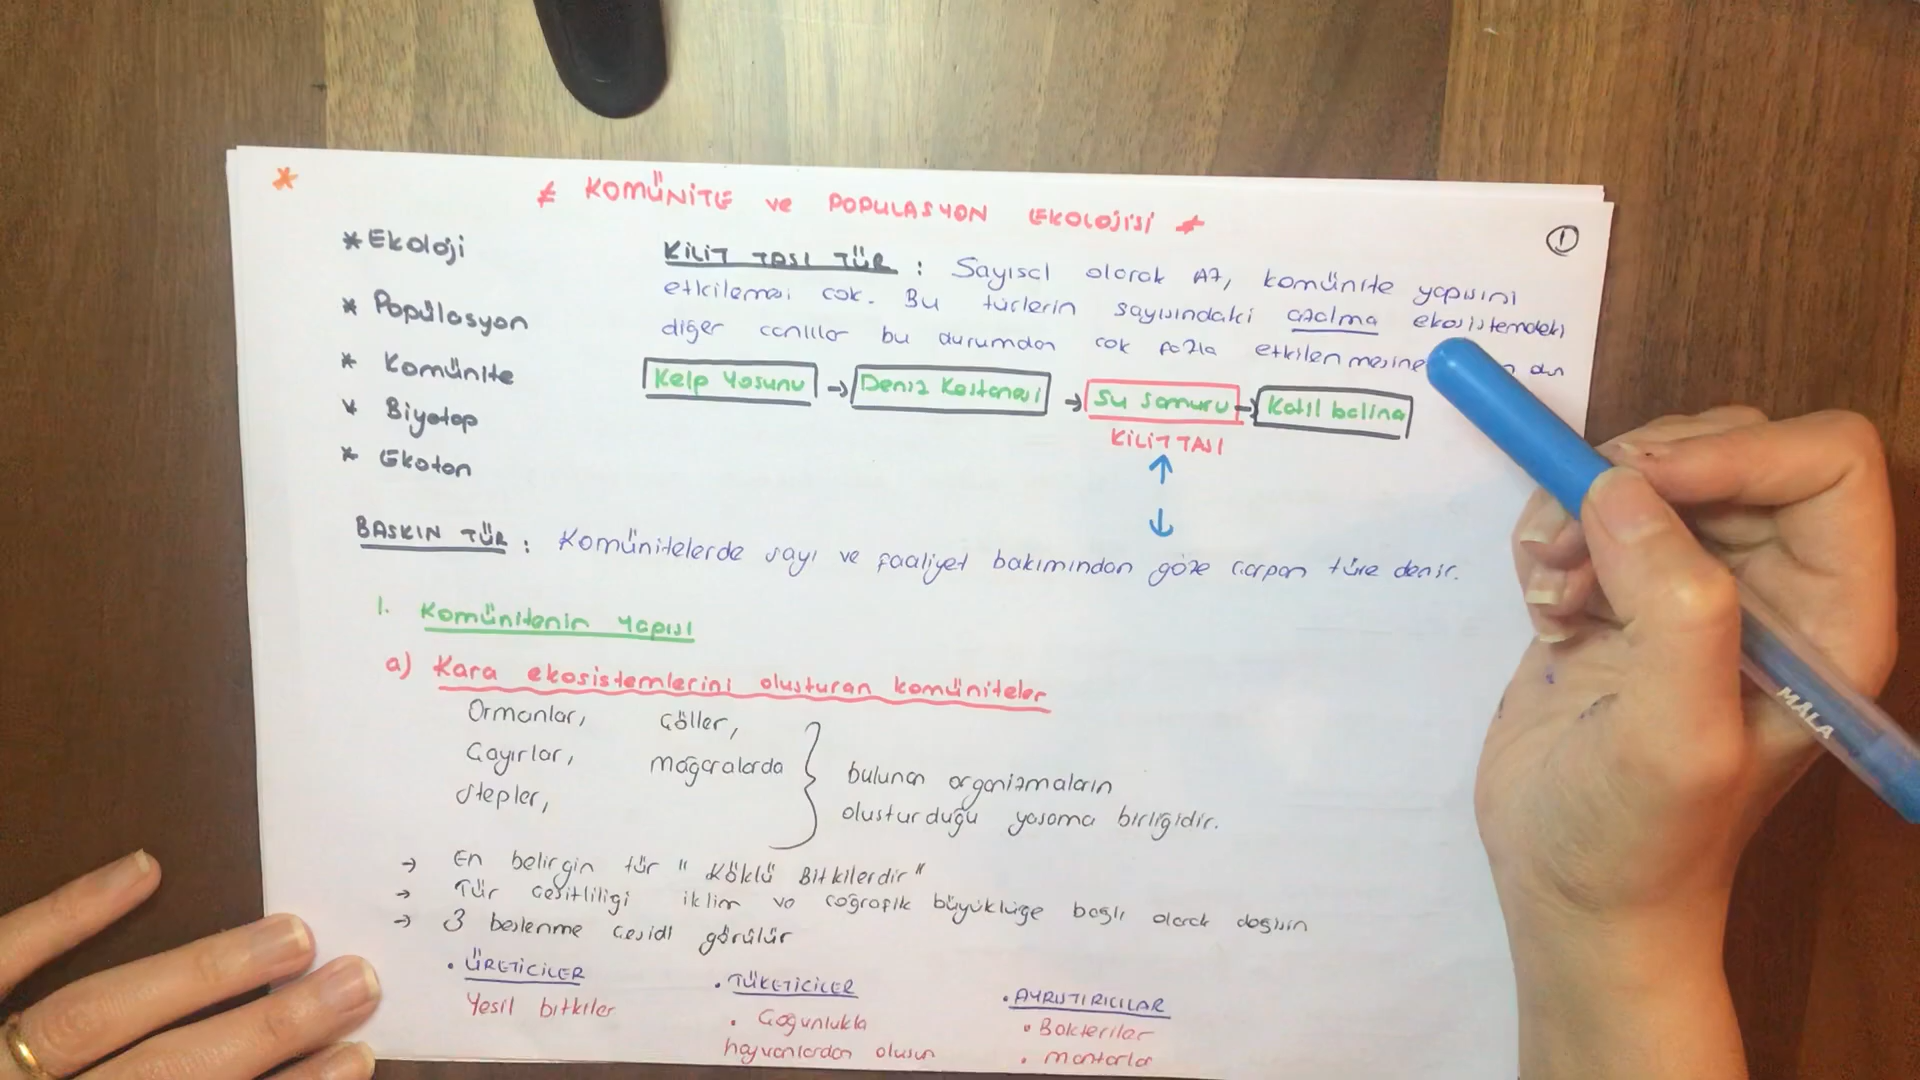 *
* KOMÜNİTE ve POPULASYON EKOLOJİSİ *
1
* Ekoloji
* Popülasyon
* Komünite
* Biyotop
* Ekoton
KİLİT TAŞI TÜR : Sayısal olarak AZ, komünite yapısını
etkilemesi çok. Bu türlerin sayısındaki azalma ekosistemdeki
diğer canlılar bu durumdan çok fazla etkilenmesine
Kelp Yosunu → Deniz Kestanesi → Su Samuru → Katil balina
KİLİT TAŞI
BASKIN TÜR : Komünitelerde sayı ve faaliyet bakımından göze çarpan türe denir.
1. Komünitenin Yapısı
a) Kara ekosistemlerini oluşturan komüniteler
Ormanlar, Göller,
Çayırlar, mağaralarda
stepler,
bulunan organizmaların
oluşturduğu yaşama birliğidir.
→ En belirgin tür "Köklü Bitkilerdir"
→ Tür çeşitliliği iklim ve coğrafik büyüklüğe bağlı olarak değişir
→ 3 beslenme çeşidi görülür
• ÜRETİCİLER
Yeşil bitkiler
• TÜKETİCİLER
• Çoğunlukla
hayvanlardan oluşur
• AYRIŞTIRICILAR
• Bakteriler
• mantarlar
MALA